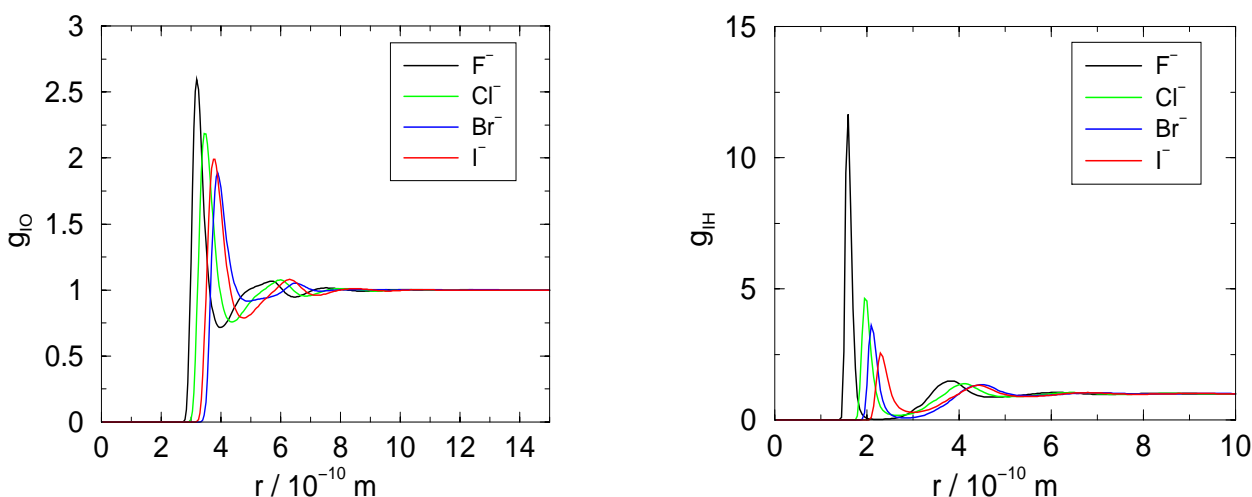 3
2.5
2
1.5
1
0.5
0
g_IO
0 2 4 6 8 10 12 14
r / 10⁻¹⁰ m
F⁻
Cl⁻
Br⁻
I⁻
15
10
5
0
g_IH
0 2 4 6 8 10
r / 10⁻¹⁰ m
F⁻
Cl⁻
Br⁻
I⁻